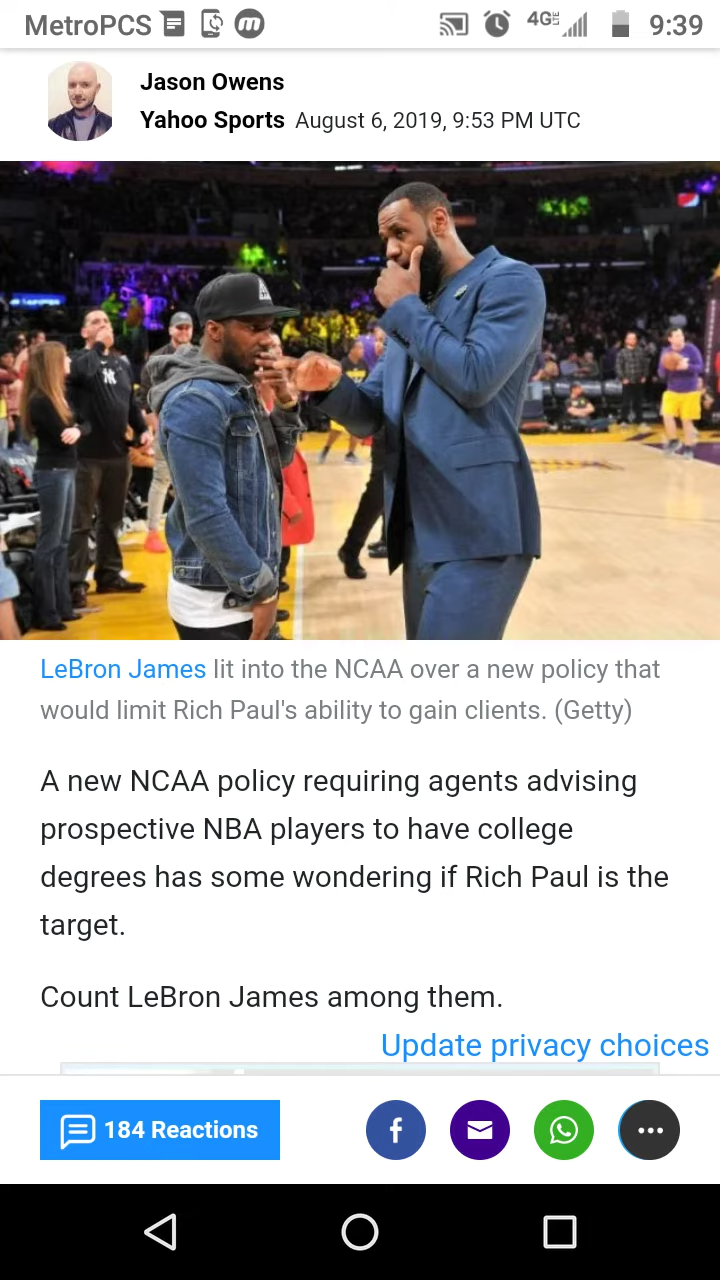 MetroPCS 4G LTE 9:39
Jason Owens
Yahoo Sports August 6, 2019, 9:53 PM UTC
LeBron James lit into the NCAA over a new policy that
would limit Rich Paul's ability to gain clients. (Getty)
A new NCAA policy requiring agents advising
prospective NBA players to have college
degrees has some wondering if Rich Paul is the
target.
Count LeBron James among them.
Update privacy choices
184 Reactions